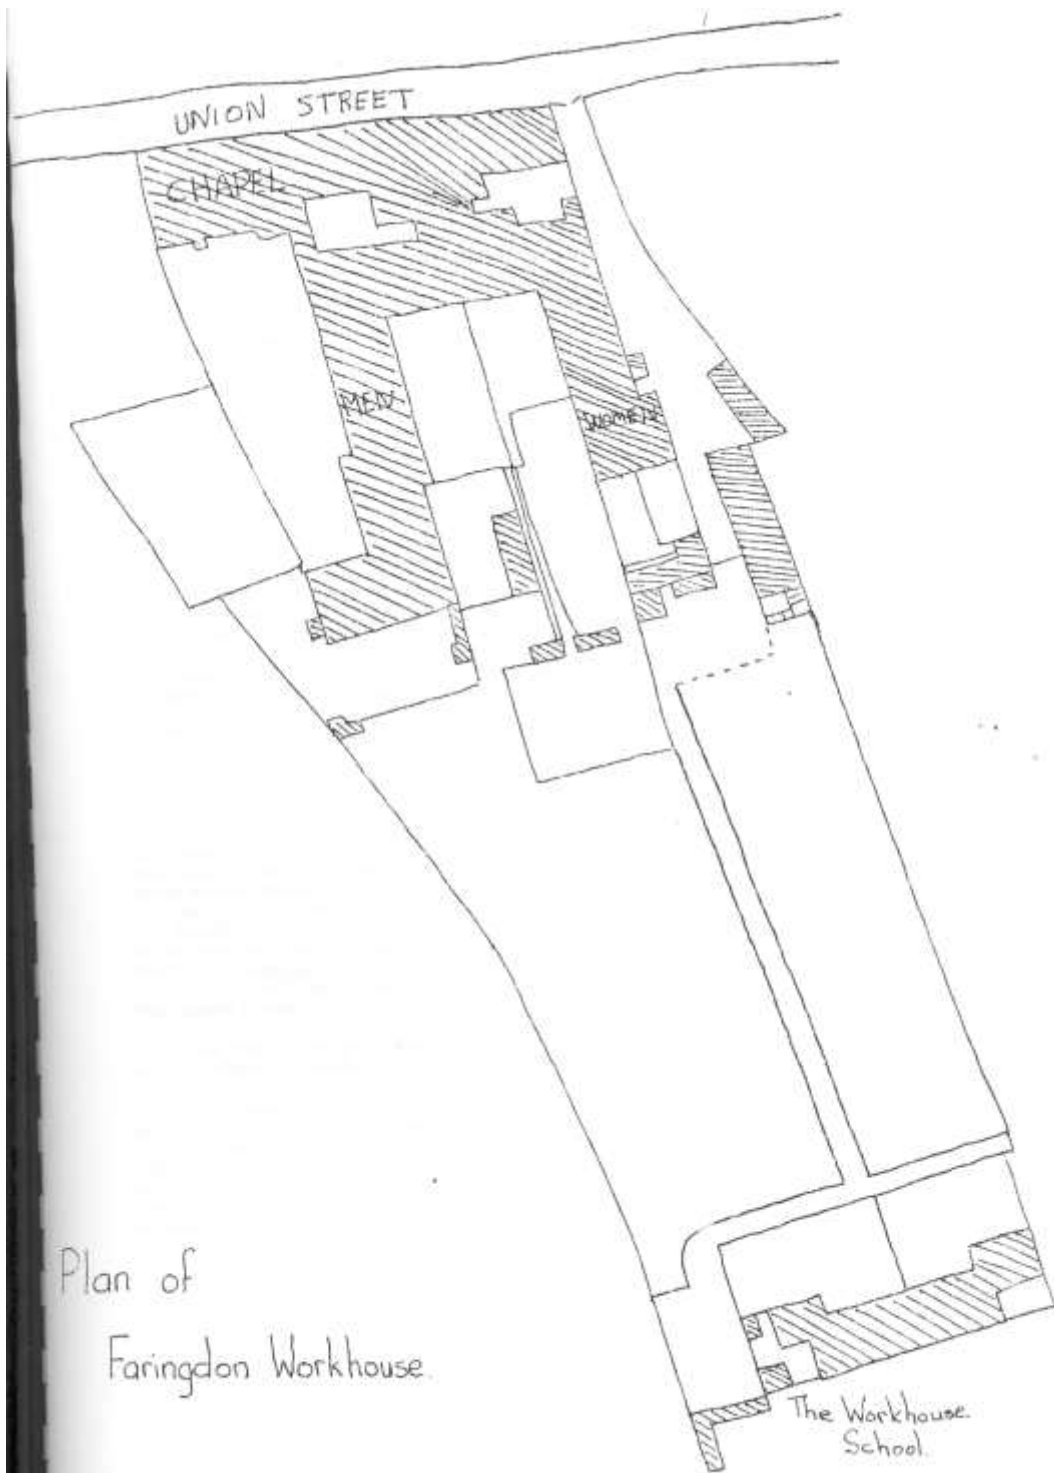 UNION STREET
CHAPEL
MEN
WOMEN
Plan of
Faringdon Workhouse.
The Workhouse.
School.